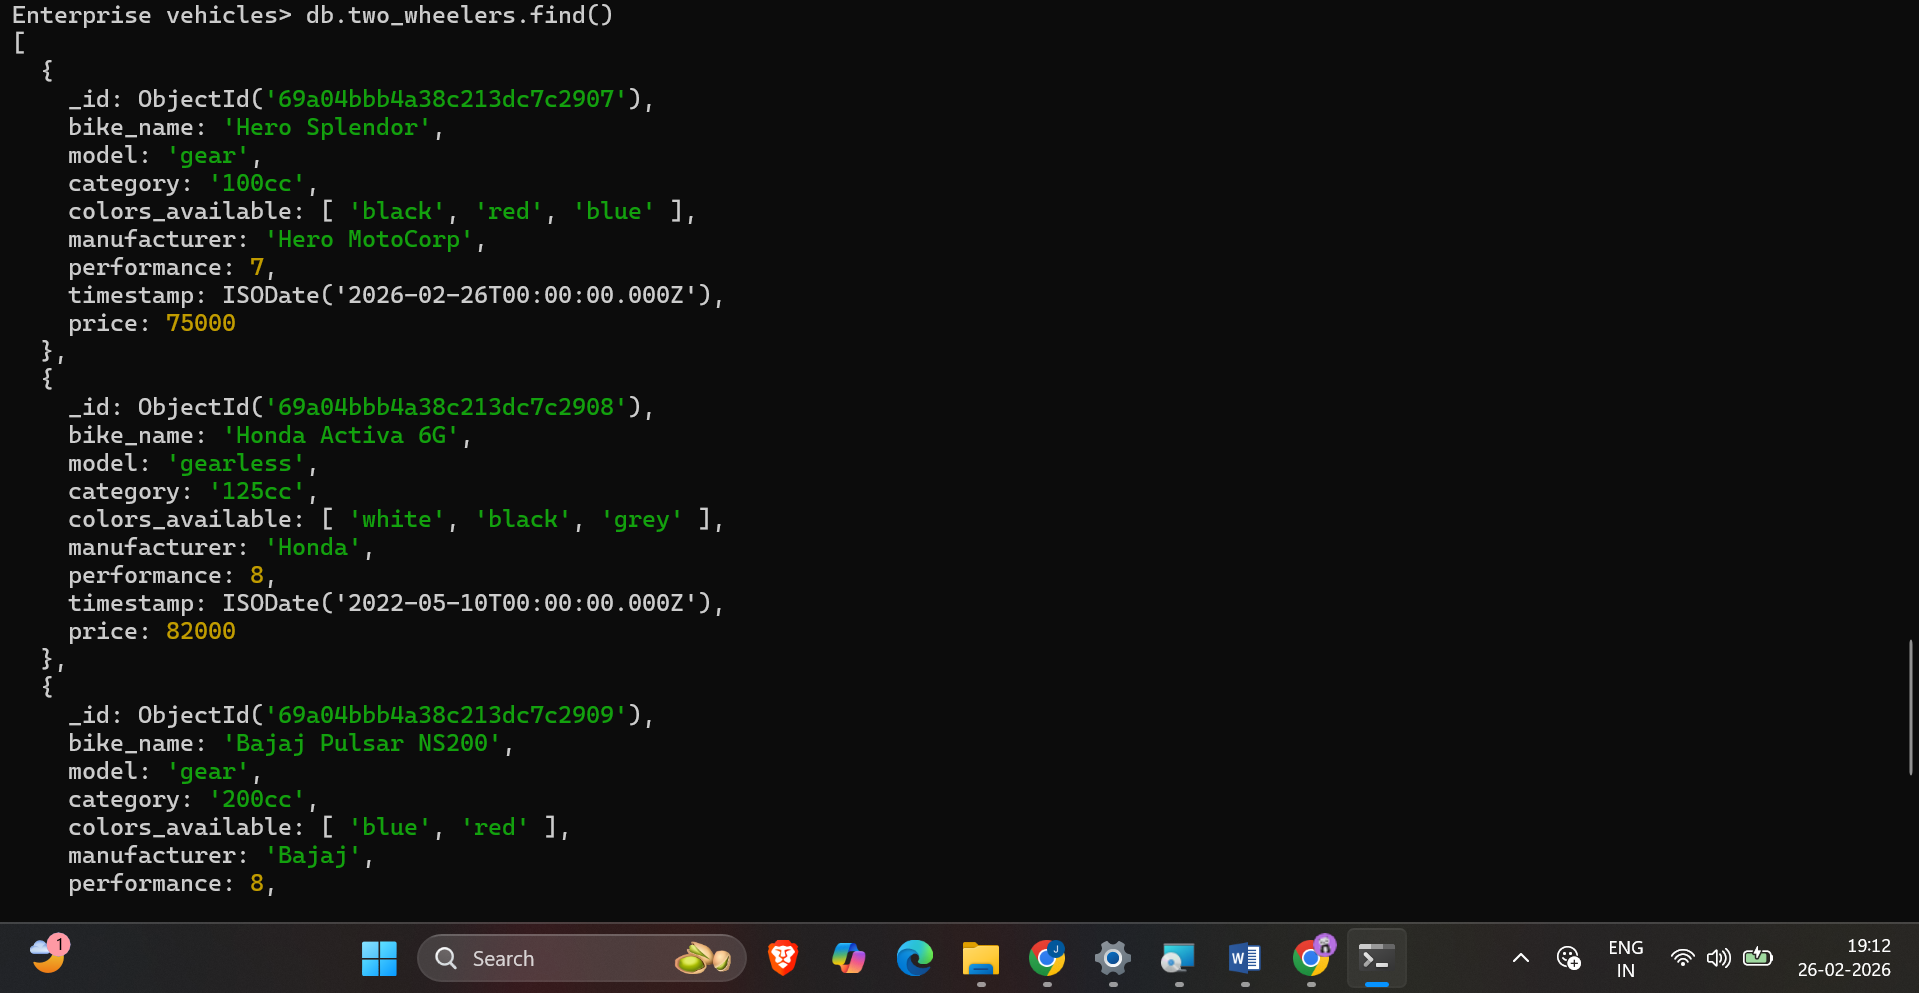 Enterprise vehicles> db.two_wheelers.find()
[
  {
    _id: ObjectId('69a04bbb4a38c213dc7c2907'),
    bike_name: 'Hero Splendor',
    model: 'gear',
    category: '100cc',
    colors_available: [ 'black', 'red', 'blue' ],
    manufacturer: 'Hero MotoCorp',
    performance: 7,
    timestamp: ISODate('2026-02-26T00:00:00.000Z'),
    price: 75000
  },
  {
    _id: ObjectId('69a04bbb4a38c213dc7c2908'),
    bike_name: 'Honda Activa 6G',
    model: 'gearless',
    category: '125cc',
    colors_available: [ 'white', 'black', 'grey' ],
    manufacturer: 'Honda',
    performance: 8,
    timestamp: ISODate('2022-05-10T00:00:00.000Z'),
    price: 82000
  },
  {
    _id: ObjectId('69a04bbb4a38c213dc7c2909'),
    bike_name: 'Bajaj Pulsar NS200',
    model: 'gear',
    category: '200cc',
    colors_available: [ 'blue', 'red' ],
    manufacturer: 'Bajaj',
    performance: 8,
1
Search
J
W
ENG
IN
19:12
26-02-2026